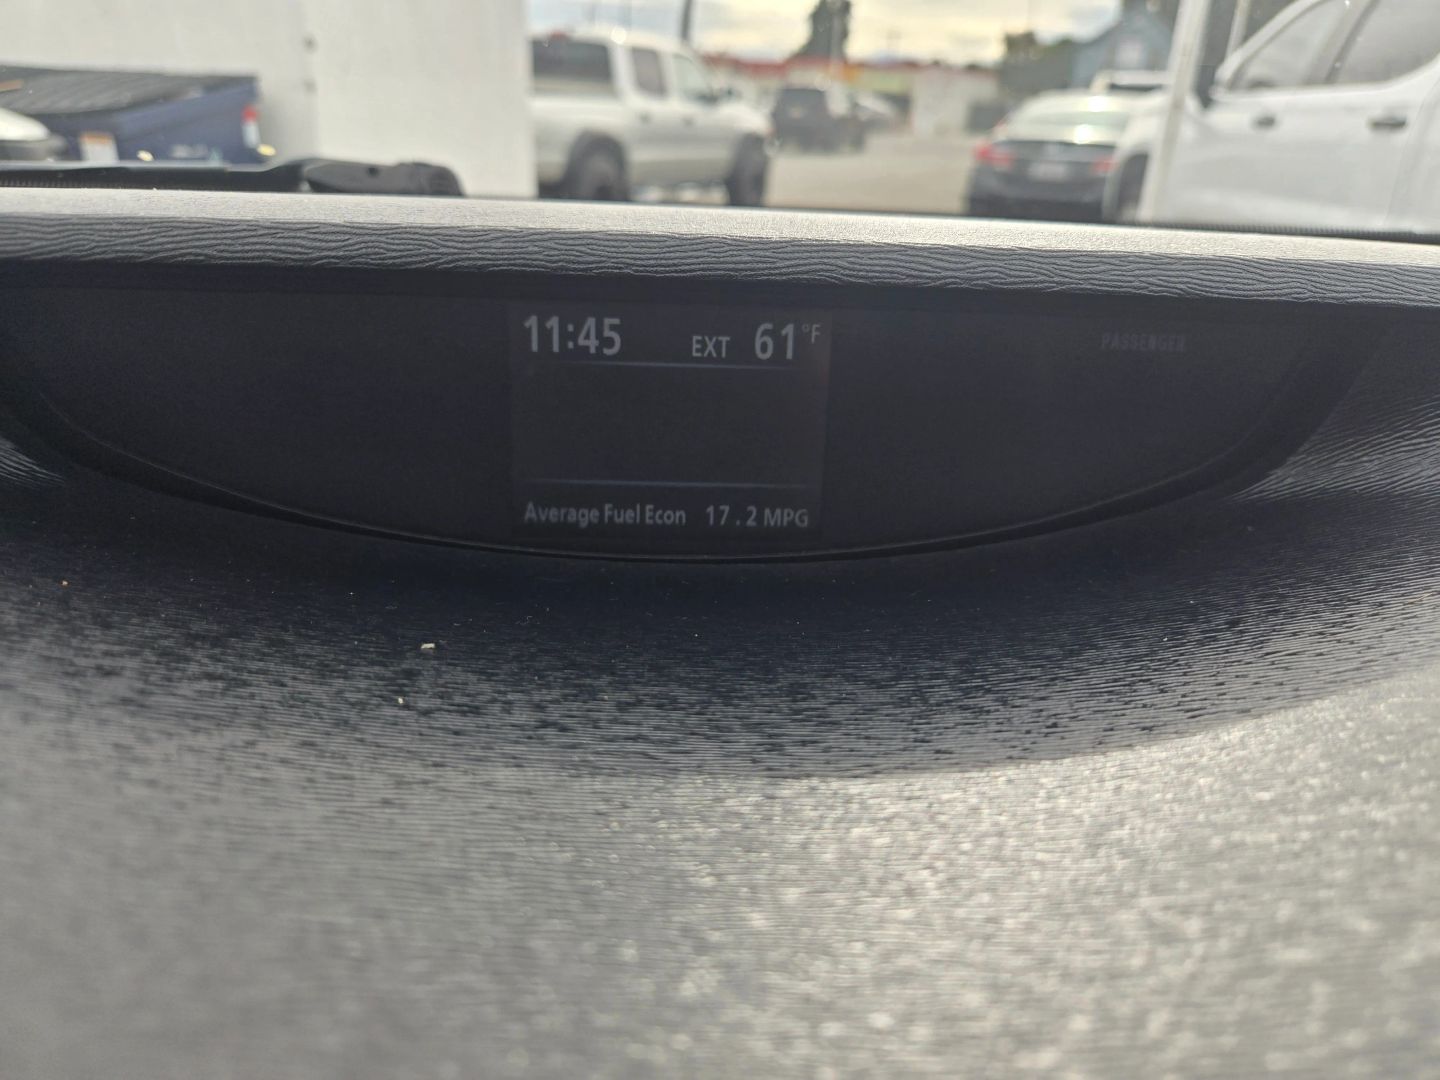 11:45 EXT 61°F
PASSENGER
Average Fuel Econ 17.2 MPG